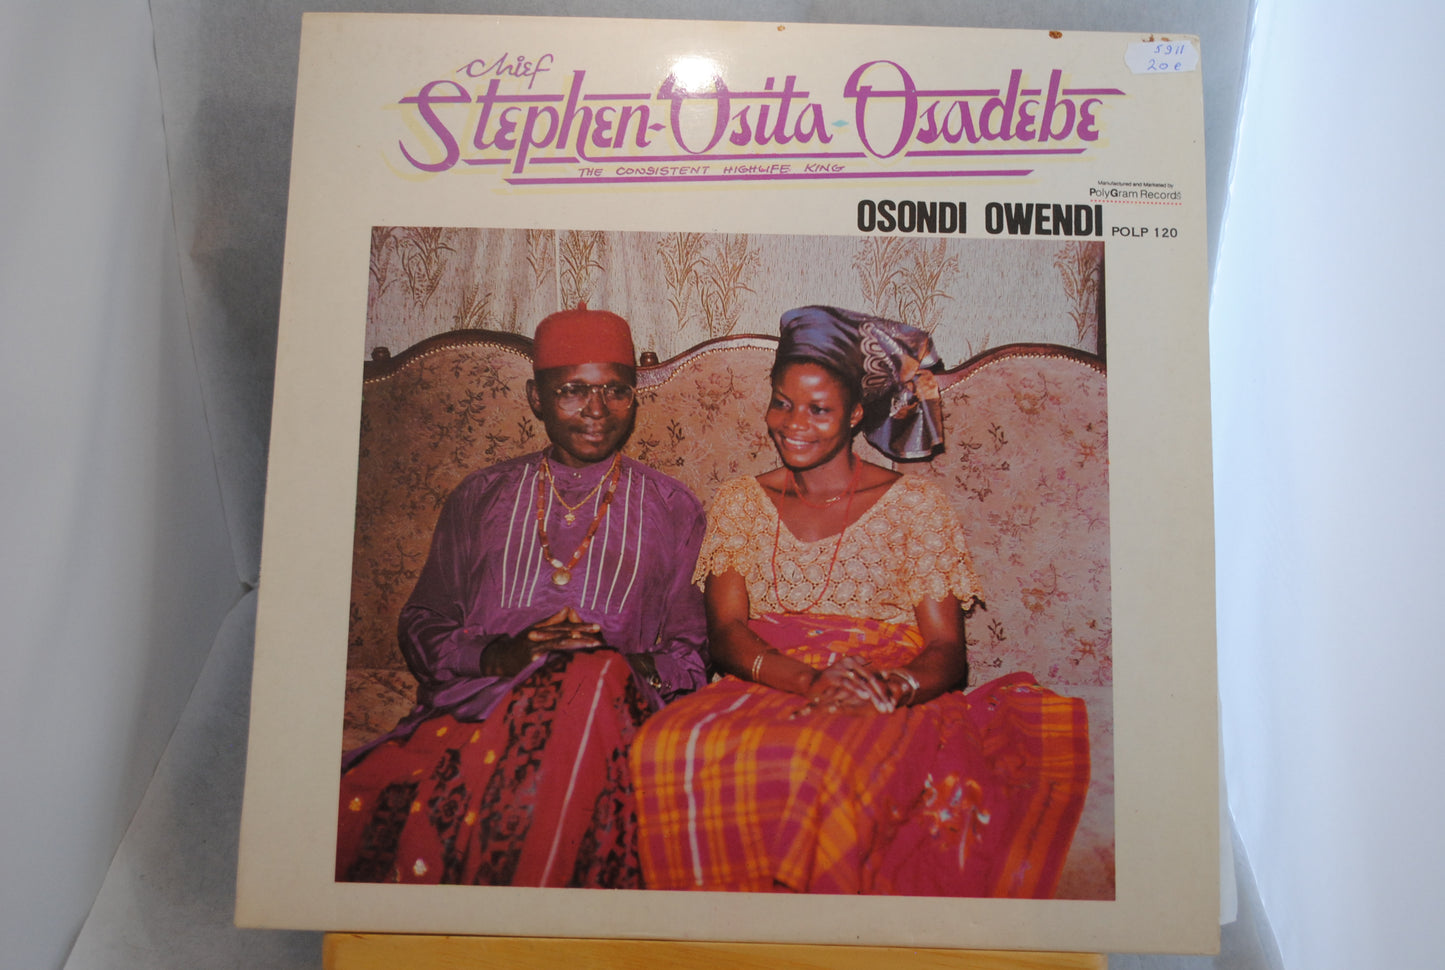 5911
20e
Chief
Stephen-Osita-Osadebe
THE CONSISTENT HIGHLIFE KING
Manufactured and Marketed by
PolyGram Records
OSONDI OWENDI POLP 120